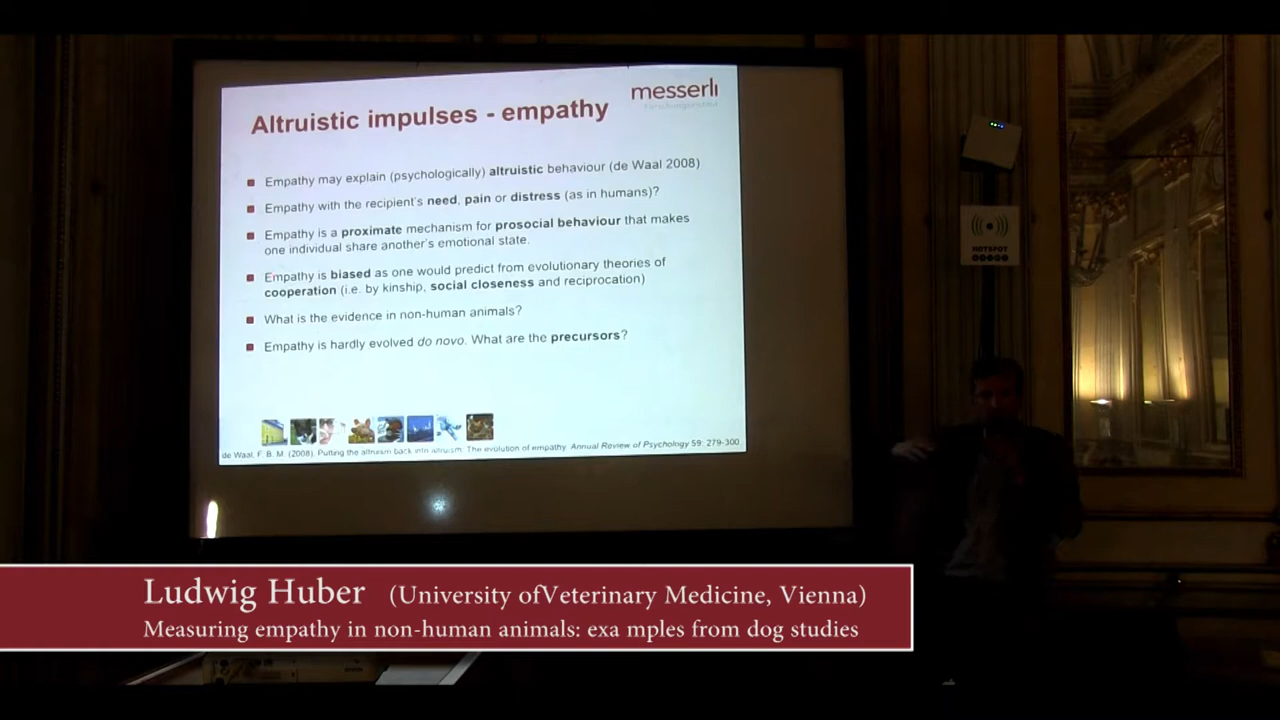 messerli
Forschungsinstitut
Altruistic impulses - empathy
Empathy may explain (psychologically) altruistic behaviour (de Waal 2008)
Empathy with the recipient's need, pain or distress (as in humans)?
Empathy is a proximate mechanism for prosocial behaviour that makes
one individual share another's emotional state.
Empathy is biased as one would predict from evolutionary theories of
cooperation (i.e. by kinship, social closeness and reciprocation)
What is the evidence in non-human animals?
Empathy is hardly evolved do novo. What are the precursors?
de Waal, F. B. M. (2008). Putting the altruism back into altruism. The evolution of empathy. Annual Review of Psychology 59: 279-300.
HOTSPOT
Ludwig Huber (University ofVeterinary Medicine, Vienna)
Measuring empathy in non-human animals: exa mples from dog studies